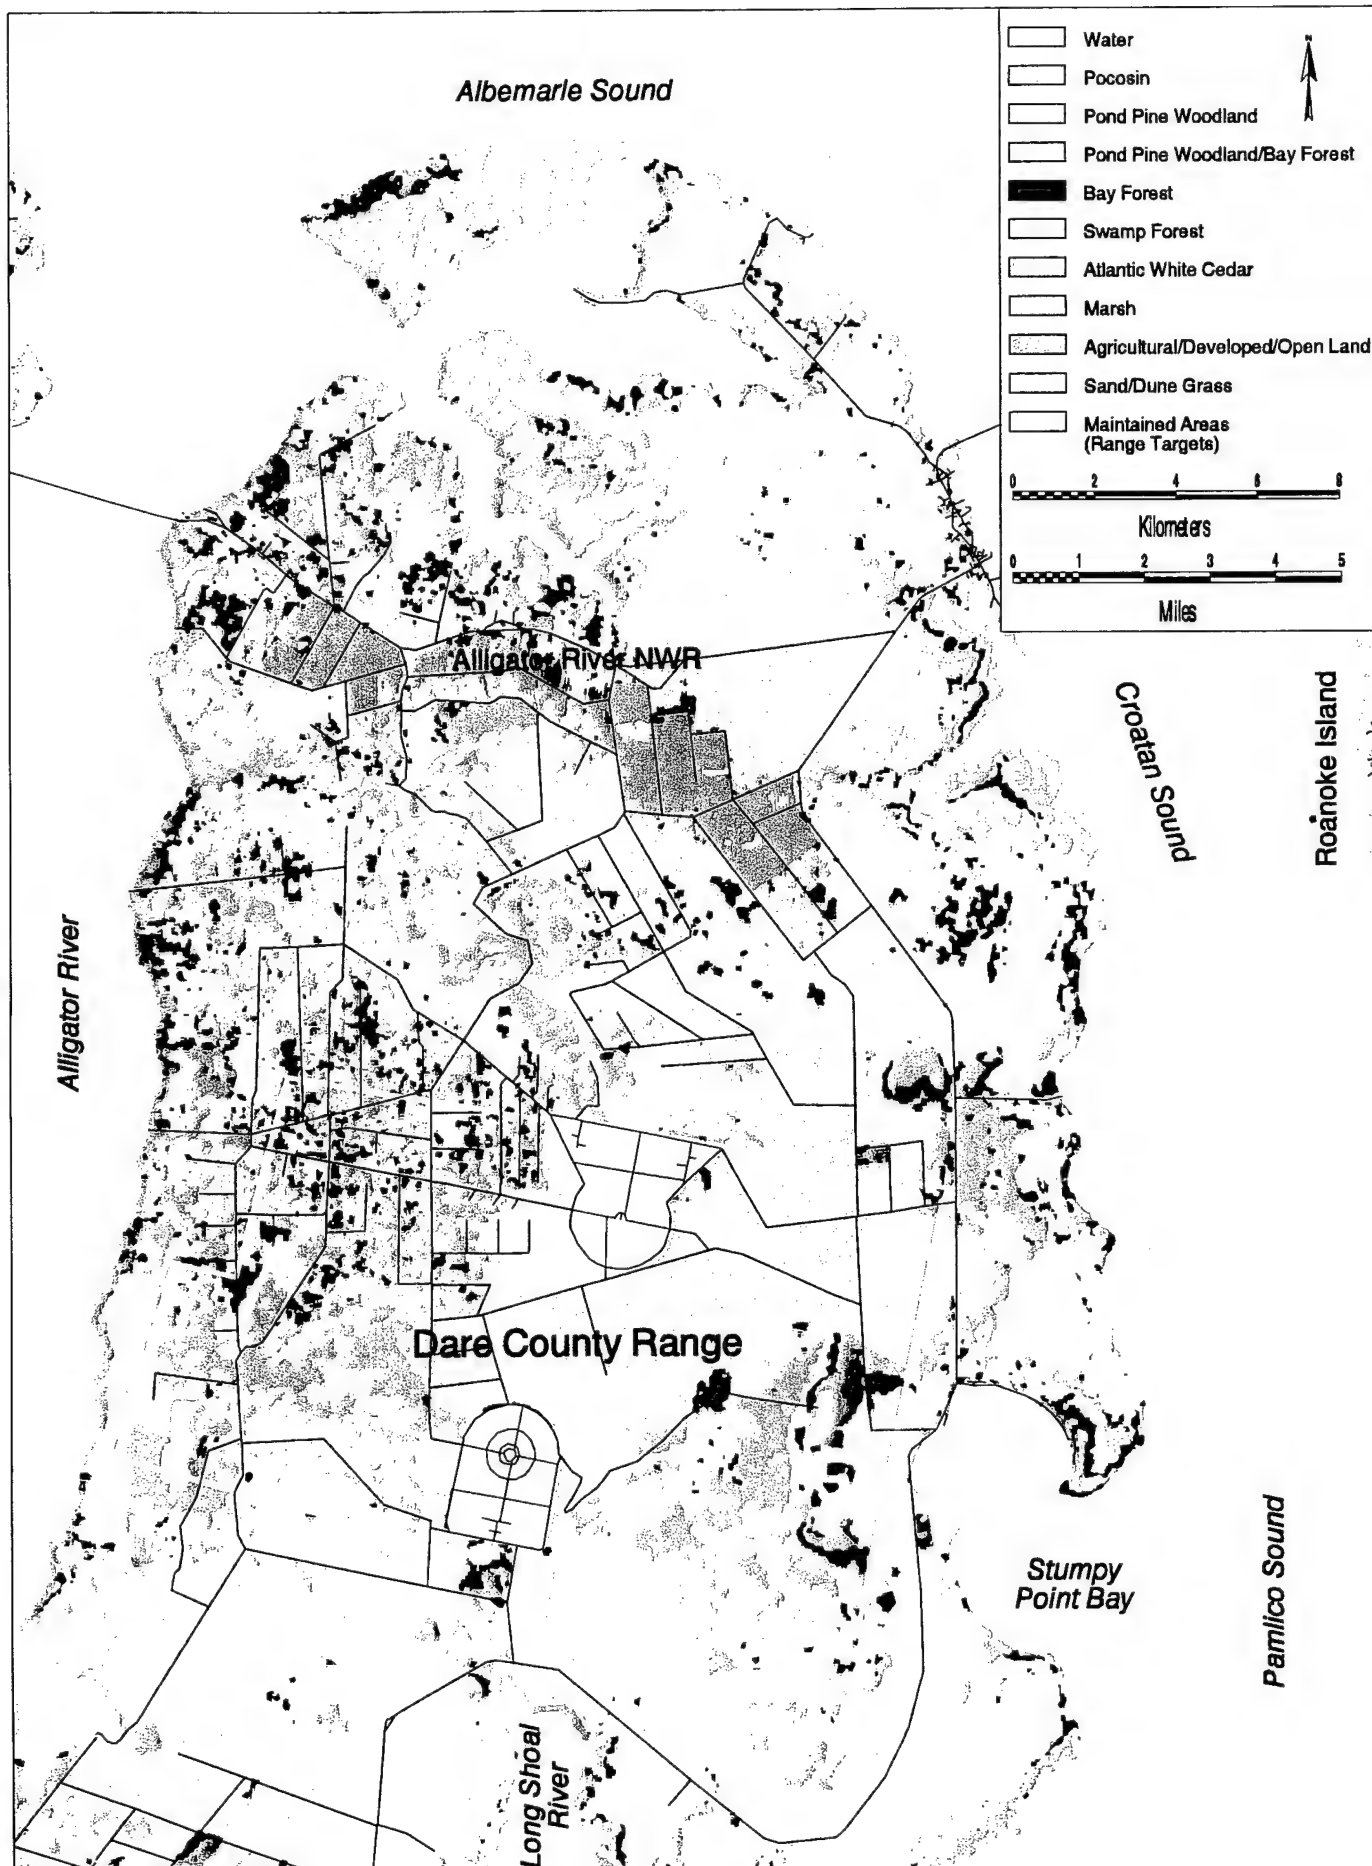 Albemarle Sound
N
Water
Pocosin
Pond Pine Woodland
Pond Pine Woodland/Bay Forest
Bay Forest
Swamp Forest
Atlantic White Cedar
Marsh
Agricultural/Developed/Open Land
Sand/Dune Grass
Maintained Areas
(Range Targets)
0 2 4 6 8
Kilometers
0 1 2 3 4 5
Miles
Alligator River NWR
Croatan Sound
Roanoke Island
Alligator River
Dare County Range
Stumpy
Point Bay
Pamlico Sound
Long Shoal
River